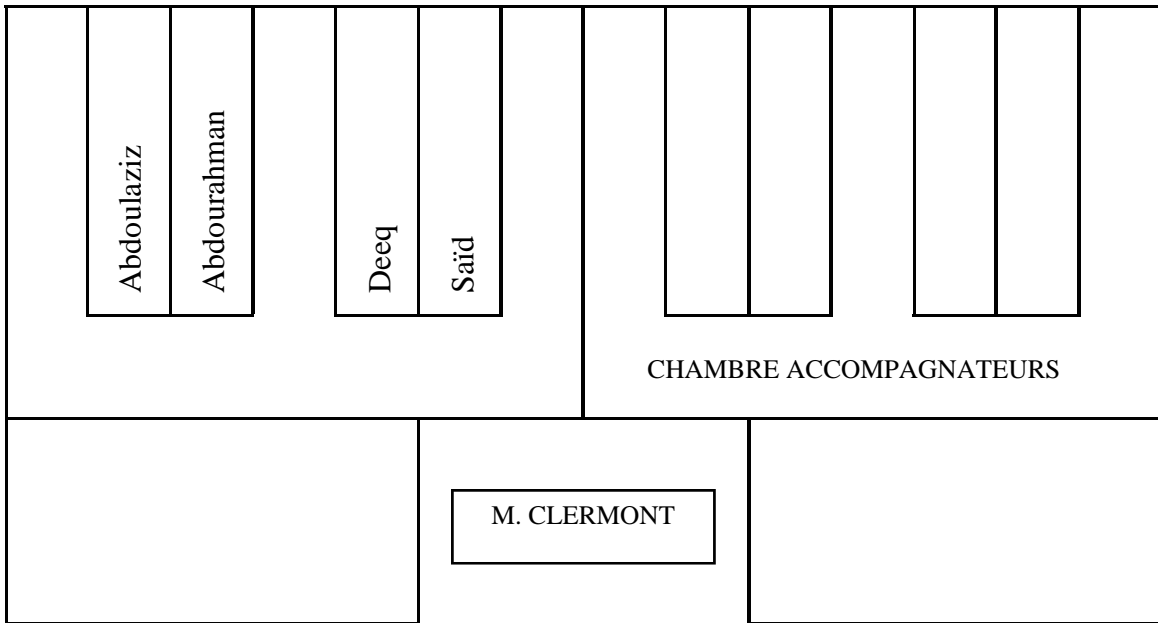 Abdoulaziz
Abdourahman
Deeq
Saïd
CHAMBRE ACCOMPAGNATEURS
M. CLERMONT